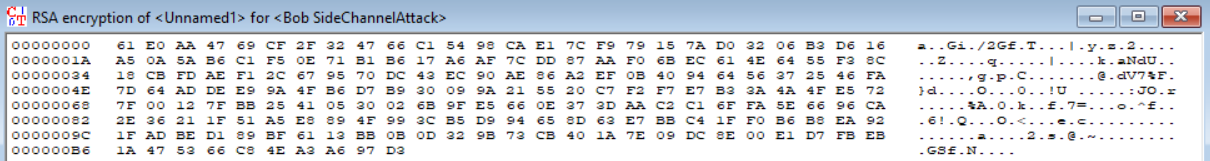 RSA encryption of <Unnamed1> for <Bob SideChannelAttack>
00000000 61 E0 AA 47 69 CF 2F 32 47 66 C1 54 98 CA E1 7C F9 79 15 7A D0 32 06 B3 D6 16 a..Gi./2Gf.T...|.y.z.2....
0000001A A5 0A 5A B6 C1 F5 0E 71 B1 B6 17 A6 AF 7C DD 87 AA F0 6B EC 61 4E 64 55 F3 8C ..Z....q.....|....k.aNdU..
00000034 18 CB FD AE F1 2C 67 95 70 DC 43 EC 90 AE 86 A2 EF 0B 40 94 64 56 37 25 46 FA .....,g.p.C.......@.dV7%F.
0000004E 7D 64 AD DE E9 9A 4F B6 D7 B9 30 09 9A 21 55 20 C7 F2 F7 E7 B3 3A 4A 4F E5 72 }d....O...0..!U .....:JO.r
00000068 7F 00 12 7F BB 25 41 05 30 02 6B 9F E5 66 0E 37 3D AA C2 C1 6F FA 5E 66 96 CA .....%A.0.k..f.7=...o.^f..
00000082 2E 36 21 1F 51 A5 E8 89 4F 99 3C B5 D9 94 65 8D 63 E7 BB C4 1F F0 B6 B8 EA 92 .6!.Q...O.<...e.c.........
0000009C 1F AD BE D1 89 BF 61 13 BB 0B 0D 32 9B 73 CB 40 1A 7E 09 DC 8E 00 E1 D7 FB EB ......a....2.s.@.~........
000000B6 1A 47 53 66 C8 4E A3 A6 97 D3 .GSf.N....